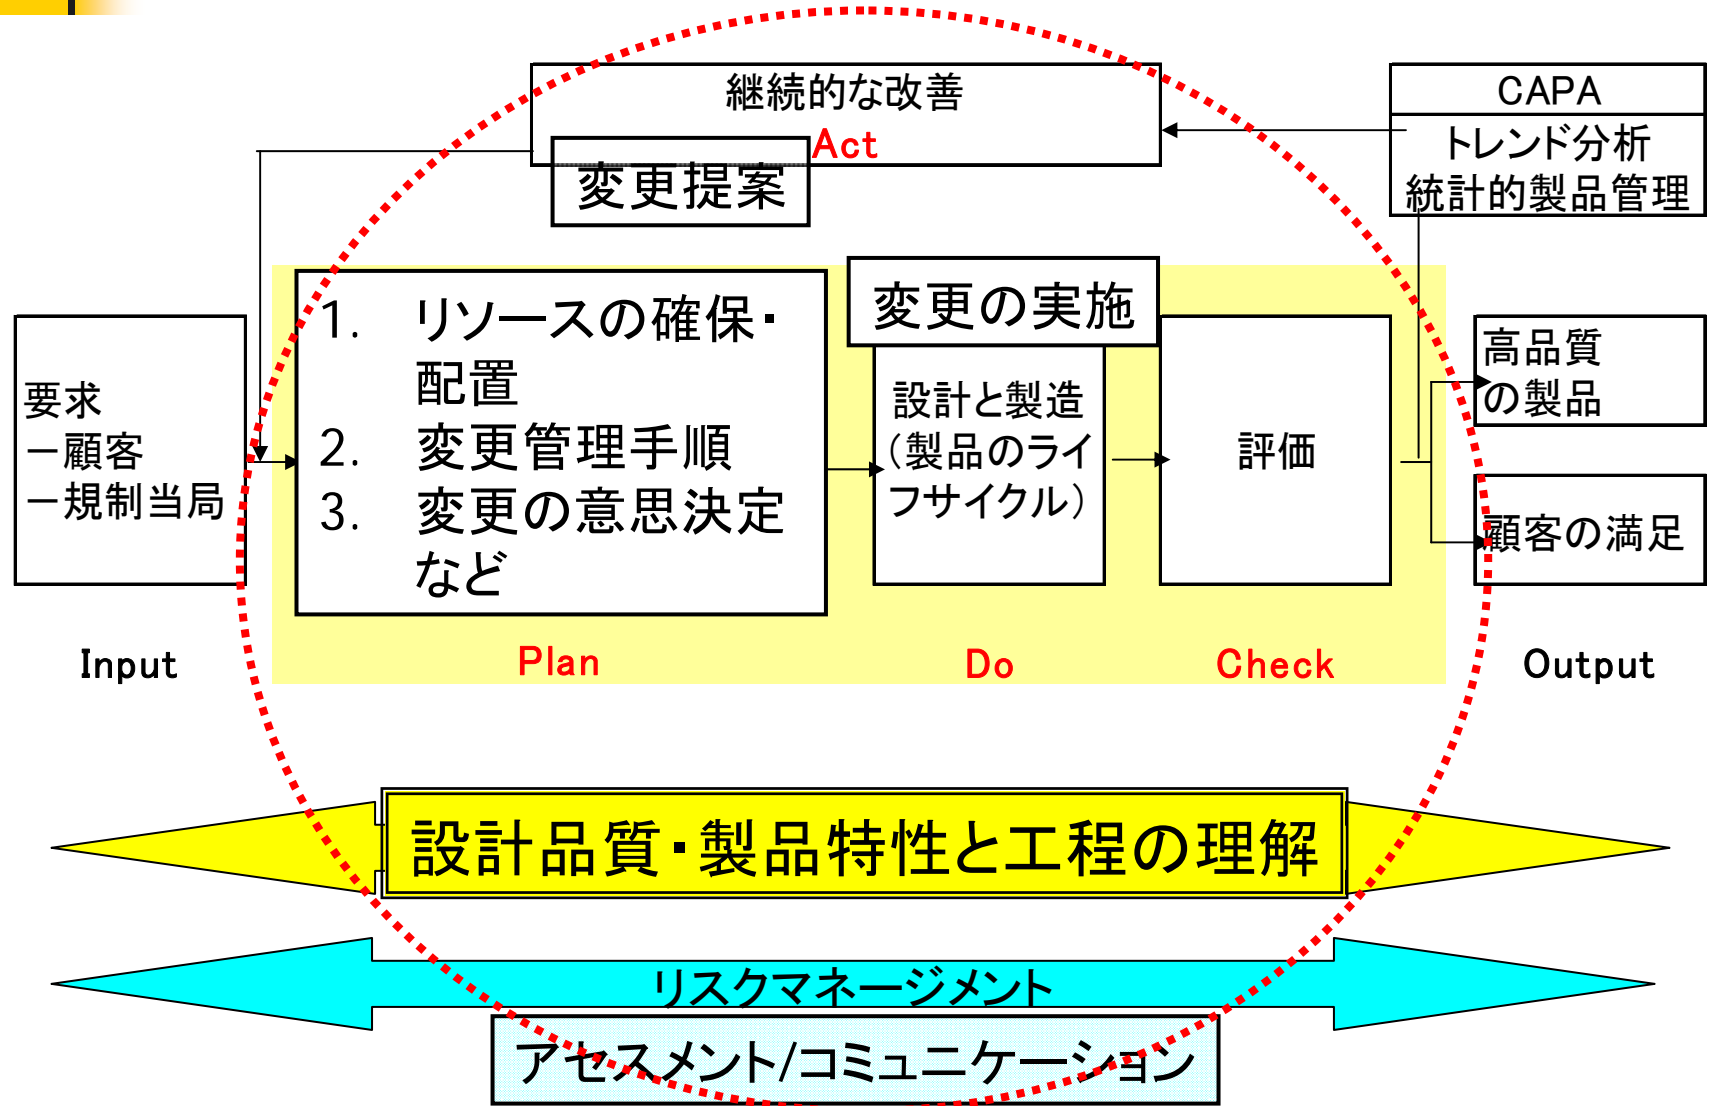 継続的な改善
Act
変更提案
CAPA
トレンド分析
統計的製品管理
要求
－顧客
－規制当局
1. リソースの確保・
配置
2. 変更管理手順
3. 変更の意思決定
など
変更の実施
設計と製造
（製品のライ
フサイクル）
評価
高品質
の製品
顧客の満足
Input
Plan
Do
Check
Output
設計品質・製品特性と工程の理解
リスクマネージメント
アセスメント/コミュニケーション